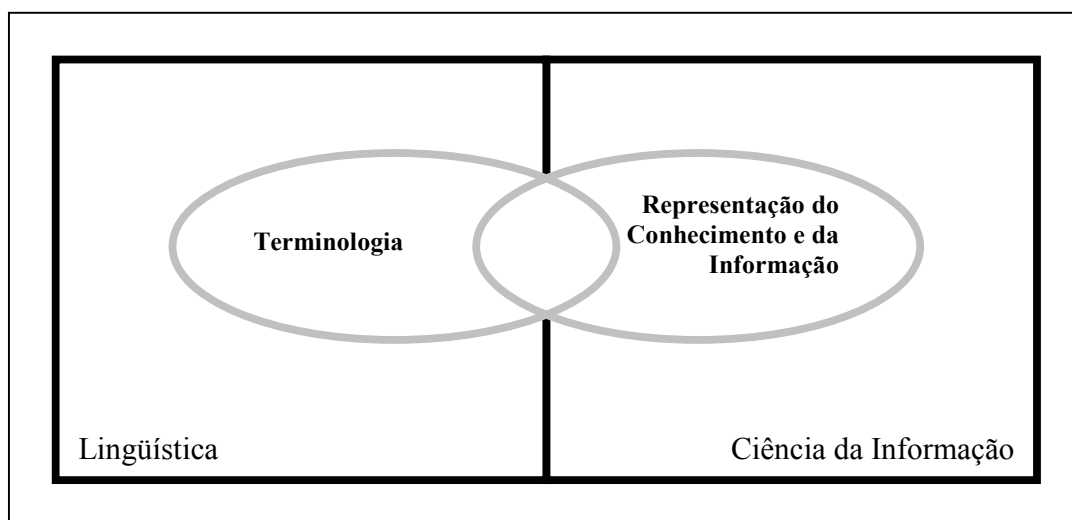 Terminologia
Representação do
Conhecimento e da
Informação
Lingüística
Ciência da Informação